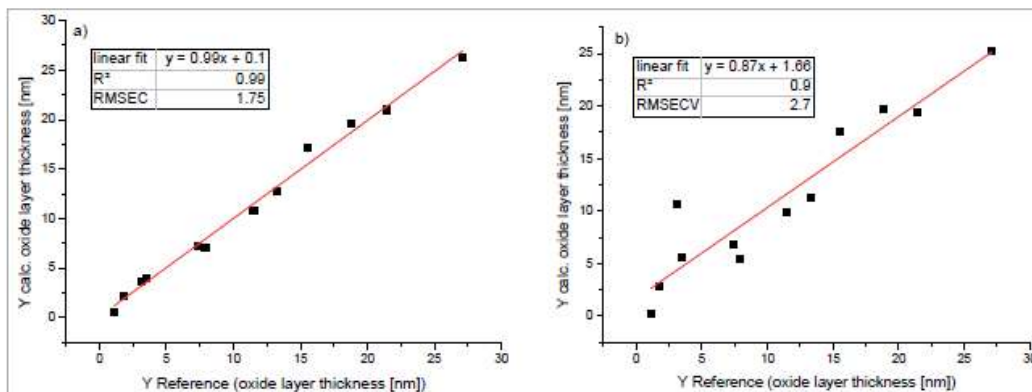 a)
linear fit y = 0.99x + 0.1
R² 0.99
RMSEC 1.75
Y calc. oxide layer thickness [nm]
30
25
20
15
10
5
0
0 5 10 15 20 25 30
Y Reference (oxide layer thickness [nm])
b)
linear fit y = 0.87x + 1.66
R² 0.9
RMSECV 2.7
Y calc. oxide layer thickness [nm]
25
20
15
10
5
0
0 5 10 15 20 25 30
Y Reference (oxide layer thickness [nm])